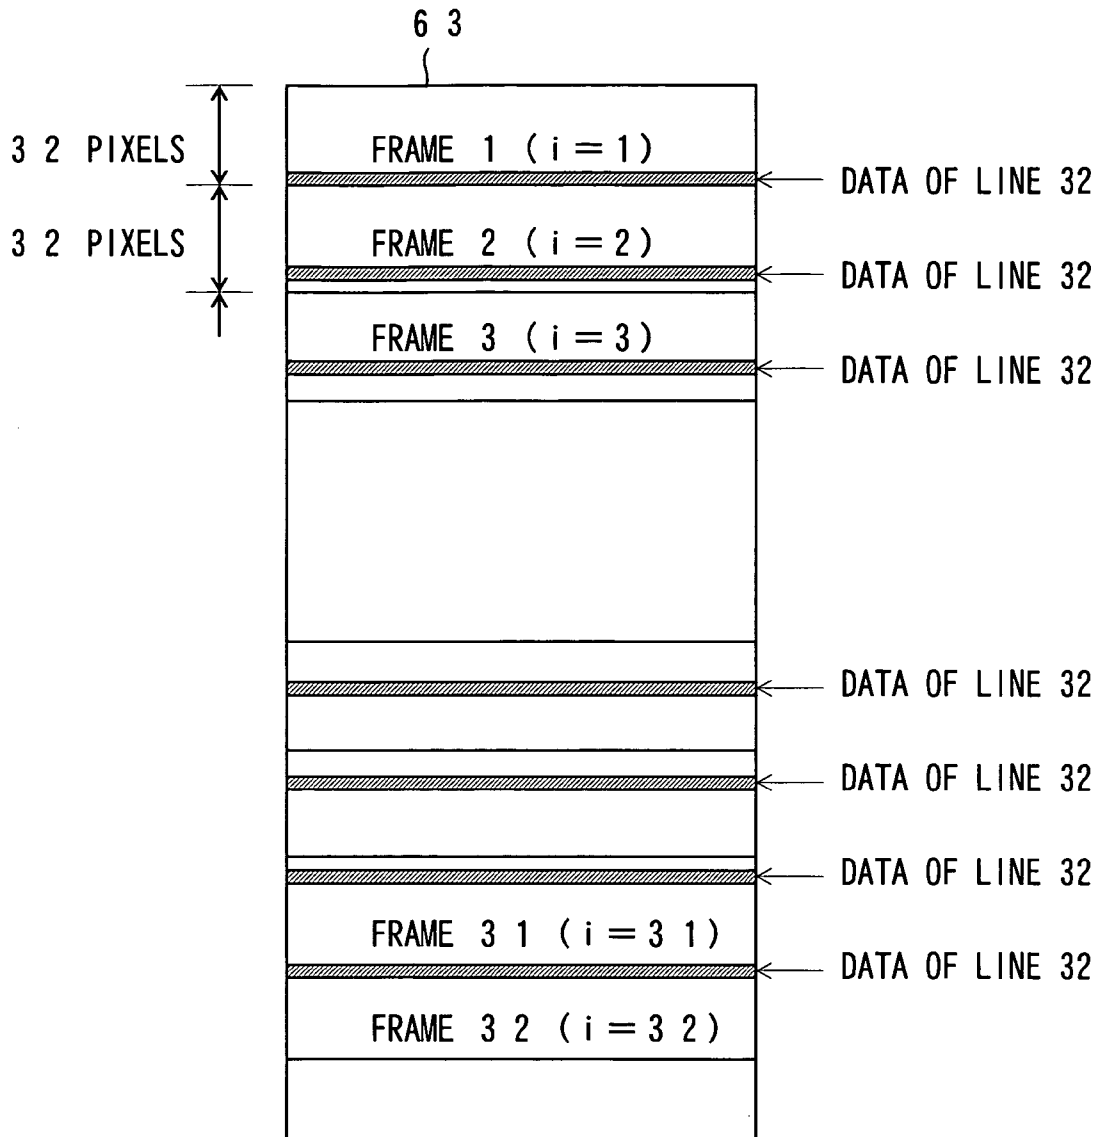 6 3
3 2 PIXELS
FRAME 1 ( i = 1 )
DATA OF LINE 32
3 2 PIXELS
FRAME 2 ( i = 2 )
DATA OF LINE 32
FRAME 3 ( i = 3 )
DATA OF LINE 32
DATA OF LINE 32
DATA OF LINE 32
DATA OF LINE 32
FRAME 3 1 ( i = 3 1 )
DATA OF LINE 32
FRAME 3 2 ( i = 3 2 )